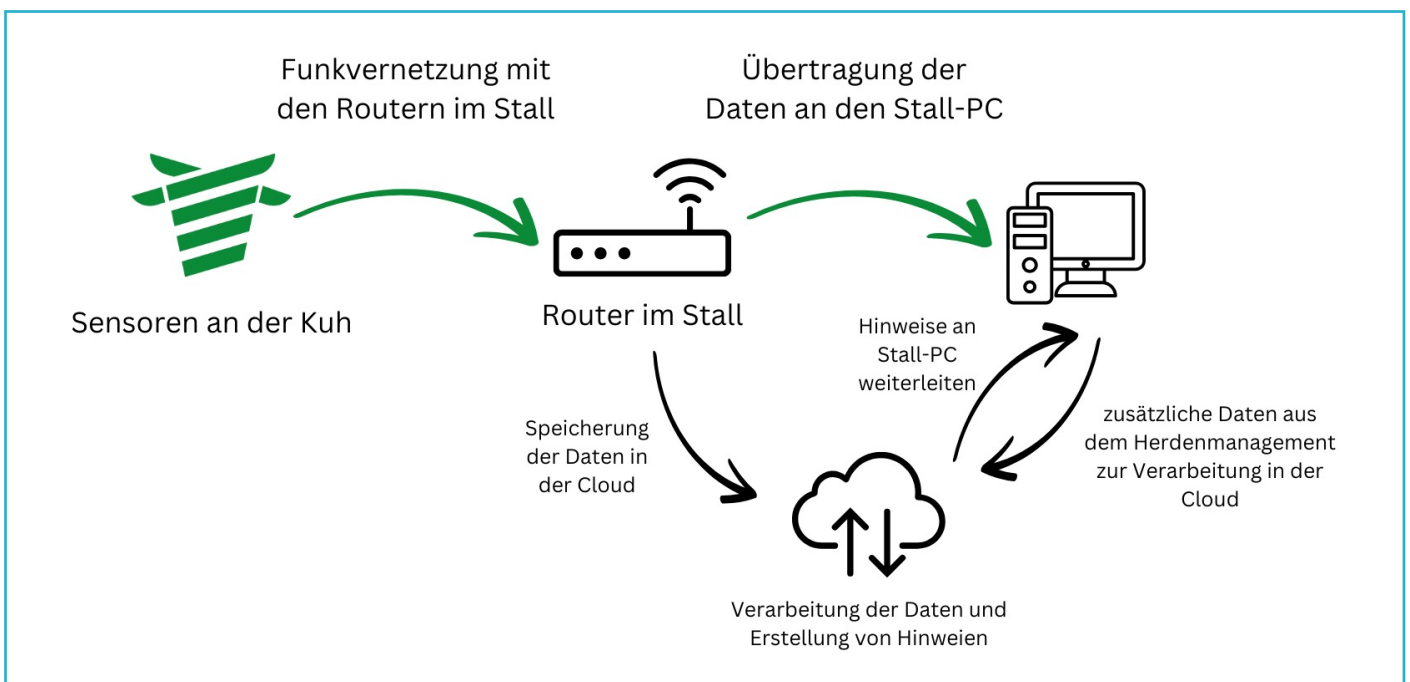 Funkvernetzung mit
den Routern im Stall
Übertragung der
Daten an den Stall-PC
Sensoren an der Kuh
Router im Stall
Hinweise an
Stall-PC
weiterleiten
Speicherung
der Daten in
der Cloud
zusätzliche Daten aus
dem Herdenmanagement
zur Verarbeitung in der
Cloud
Verarbeitung der Daten und
Erstellung von Hinweien